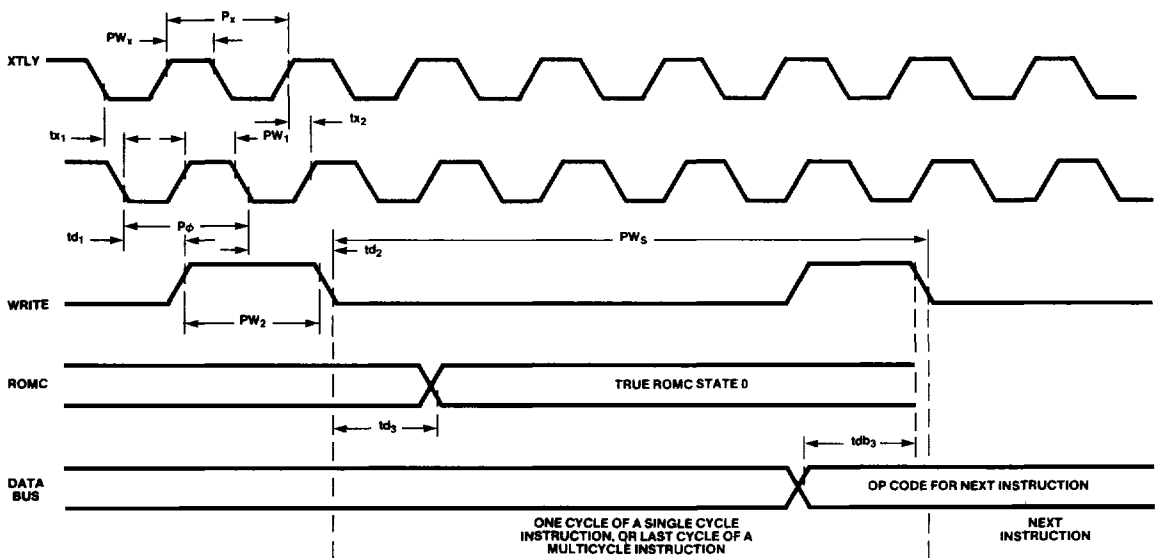 Px
PWx
XTLY
tx1
PW1
tx2
td1
Pφ
td2
PWS
WRITE
PW2
ROMC
TRUE ROMC STATE 0
td3
tdb3
DATA
BUS
OP CODE FOR NEXT INSTRUCTION
ONE CYCLE OF A SINGLE CYCLE
INSTRUCTION, OR LAST CYCLE OF A
MULTICYCLE INSTRUCTION
NEXT
INSTRUCTION